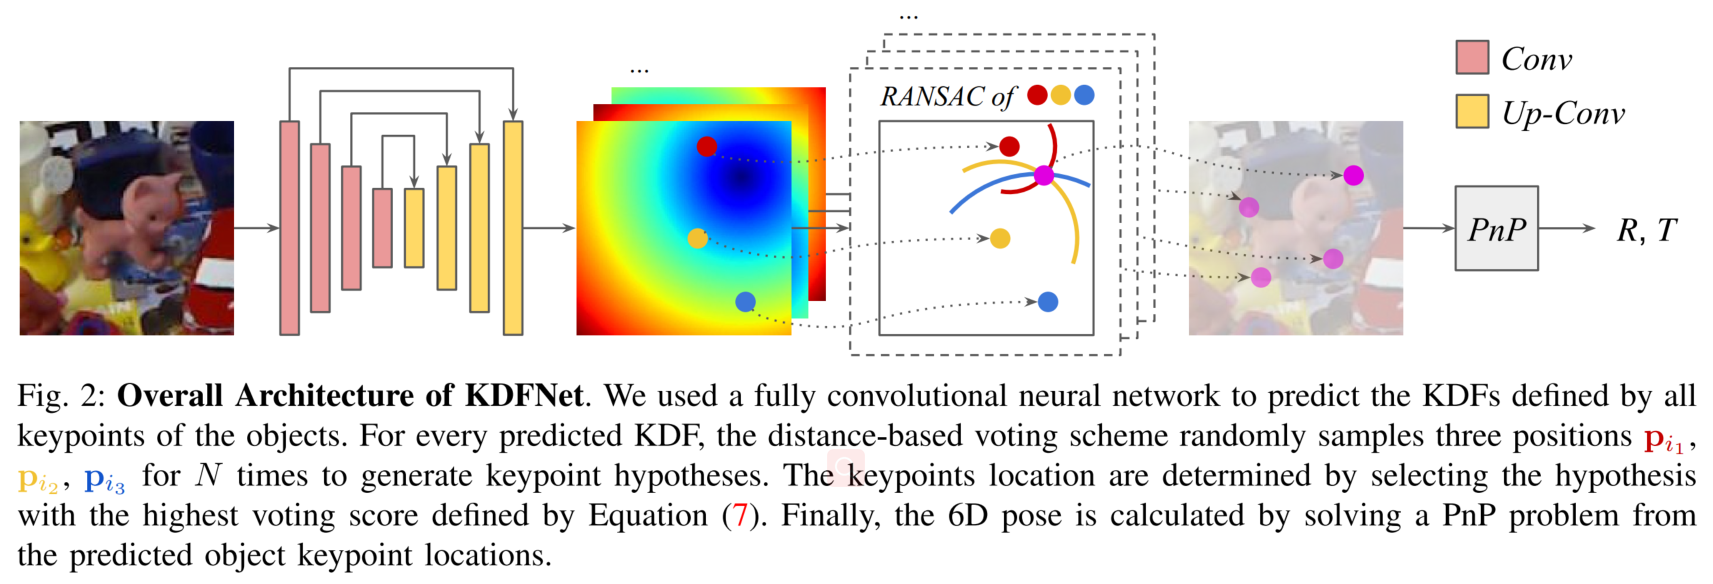 ...
...
RANSAC of
Conv
Up-Conv
PnP
R, T
Fig. 2: Overall Architecture of KDFNet. We used a fully convolutional neural network to predict the KDFs defined by all
keypoints of the objects. For every predicted KDF, the distance-based voting scheme randomly samples three positions p_{i_1},
p_{i_2}, p_{i_3} for N times to generate keypoint hypotheses. The keypoints location are determined by selecting the hypothesis
with the highest voting score defined by Equation (7). Finally, the 6D pose is calculated by solving a PnP problem from
the predicted object keypoint locations.